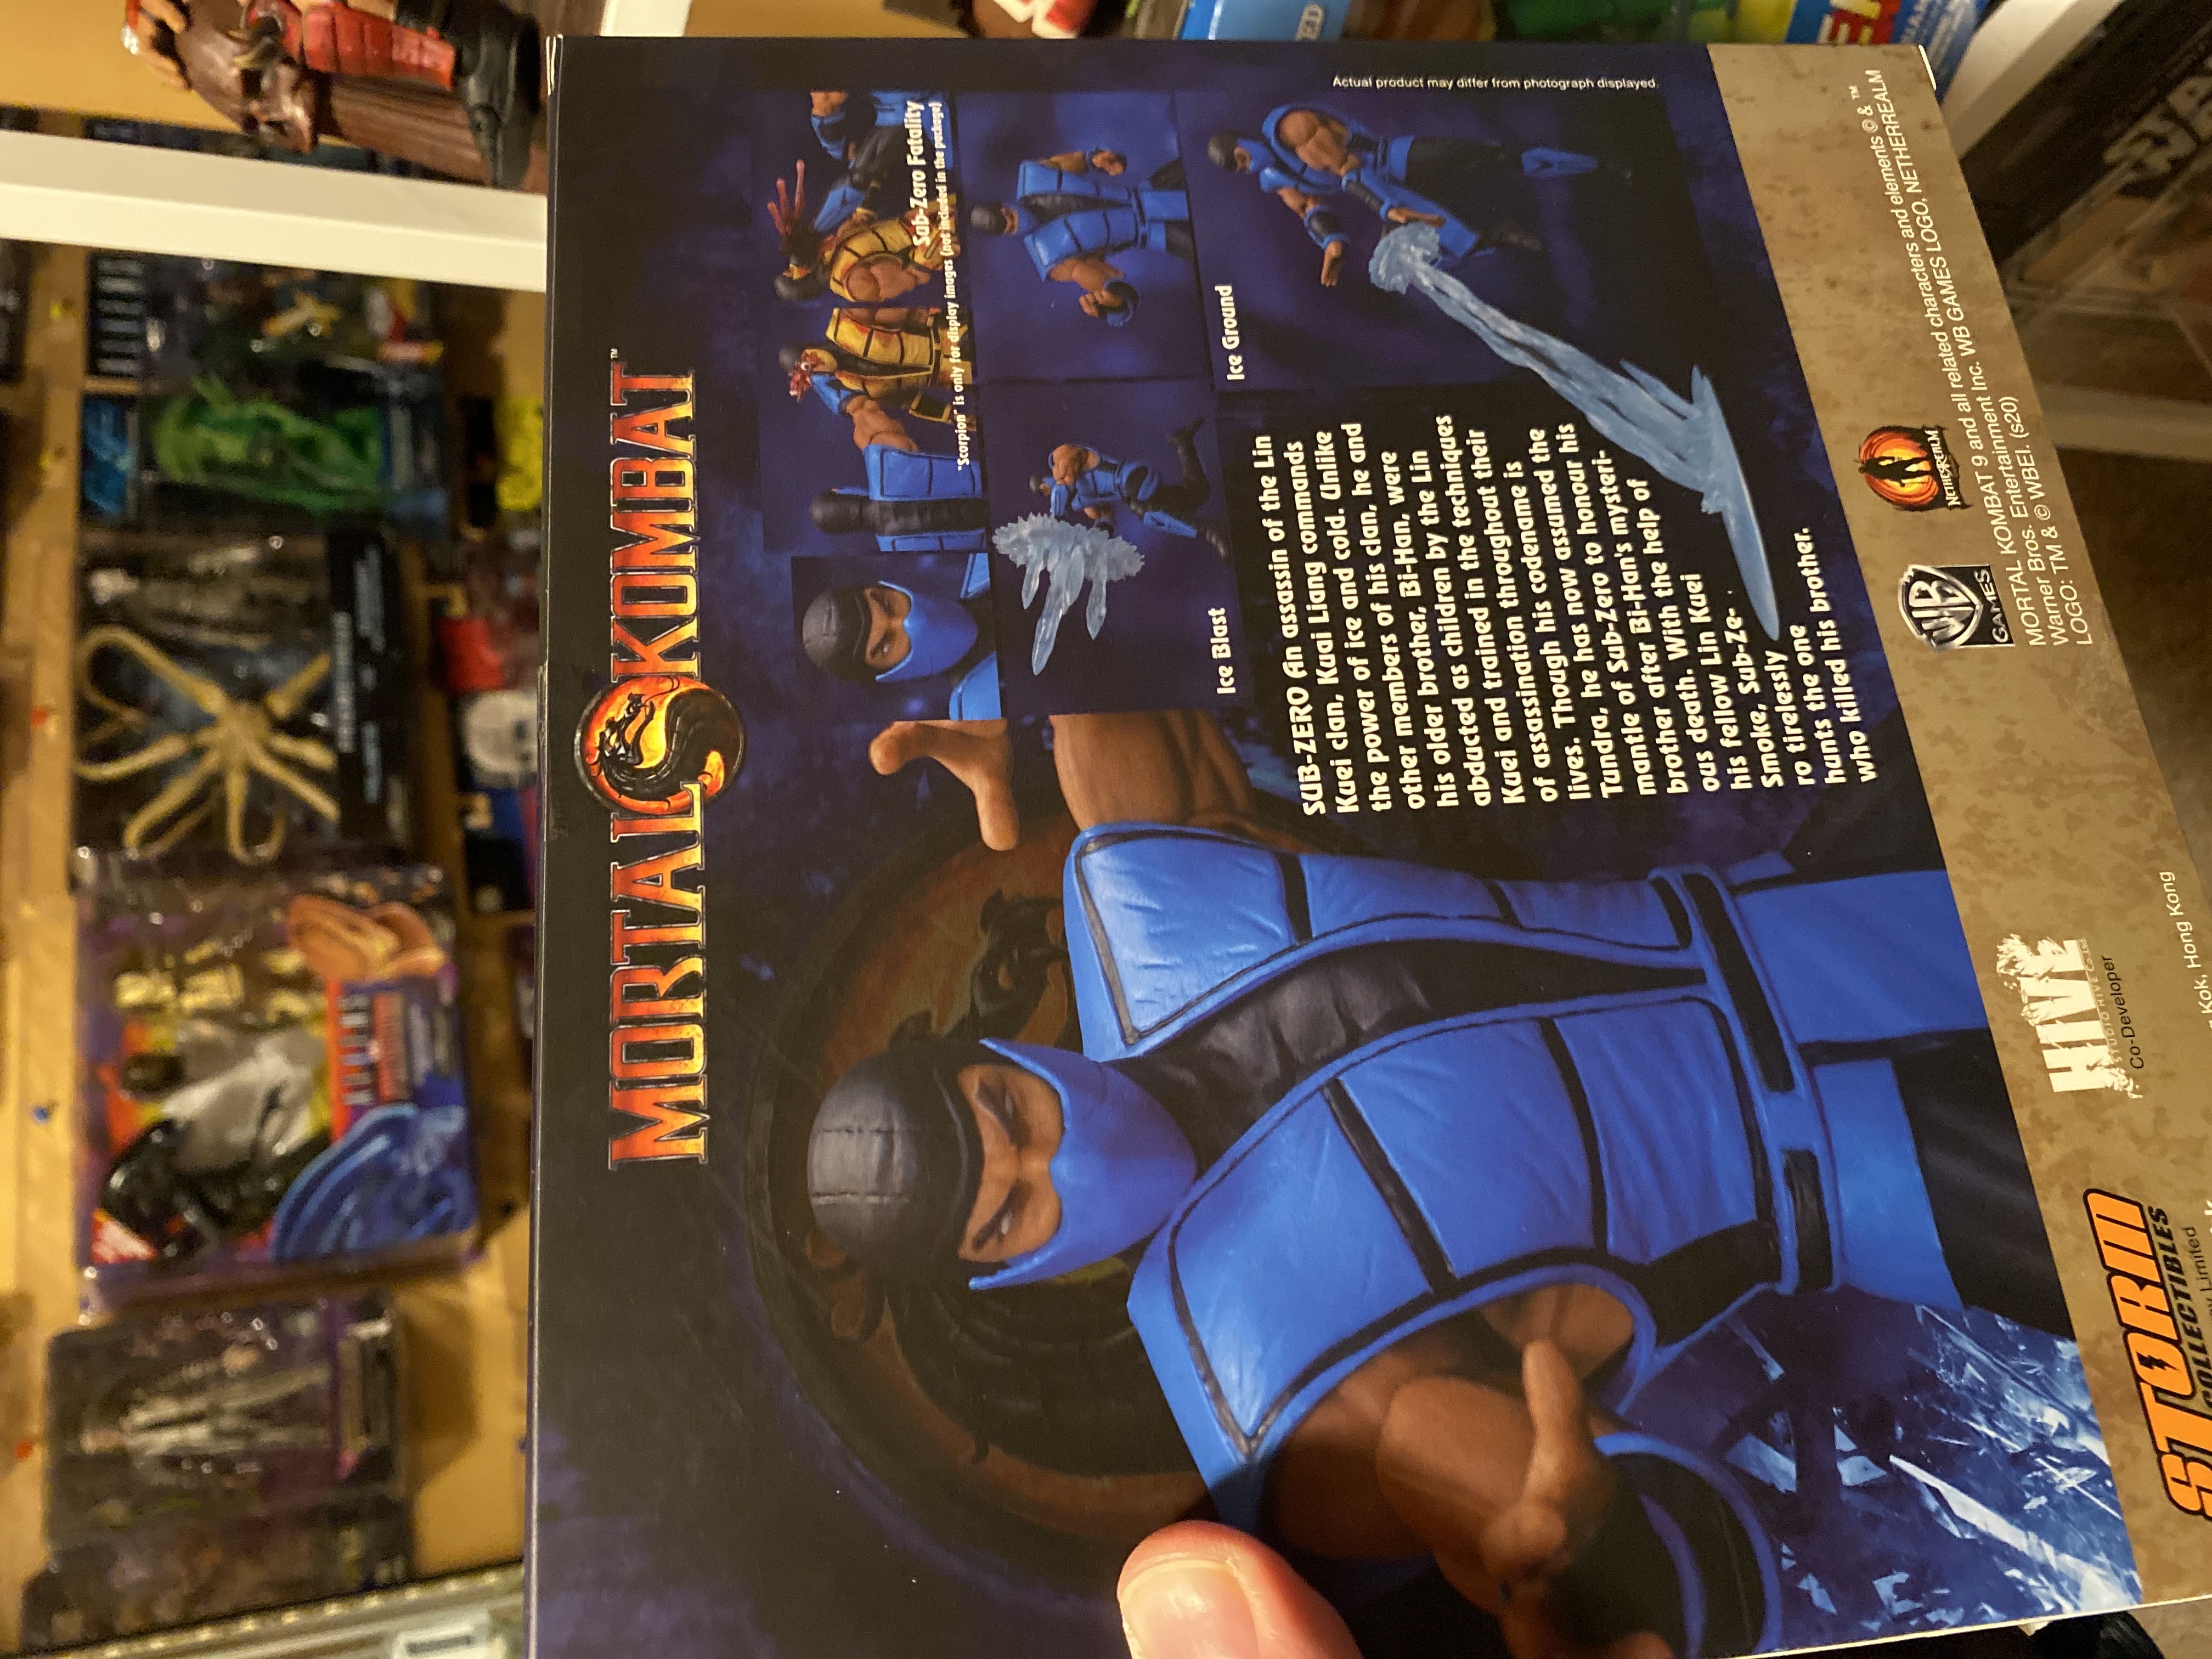 MORTAL KOMBAT™
Sub-Zero Fatality
"Scorpion" is only for display images (not included in the package)
Ice Blast
Ice Ground
SUB-ZERO An assassin of the Lin
Kuei clan, Kuai Liang commands
the power of ice and cold. Unlike
other members of his clan, he and
his older brother, Bi-Han, were
abducted as children by the Lin
Kuei and trained in the techniques
of assassination throughout their
lives. Though his codename is
Tundra, he has now assumed the
mantle of Sub-Zero to honour his
brother after Bi-Han's mysteri-
ous death. With the help of
his fellow Lin Kuei
Smoke, Sub-Ze-
ro tirelessly
hunts the one
who killed his brother.
Actual product may differ from photograph displayed.
STORM
COLLECTIBLES
Limited
Kok, Hong Kong
HIVE
Co-Developer
WB
GAMES
NETHERREALM
MORTAL KOMBAT 9 and all related characters and elements © & ™
Warner Bros. Entertainment Inc. WB GAMES LOGO, NETHERREALM
LOGO: TM & © WBEI. (s20)
ALIENS